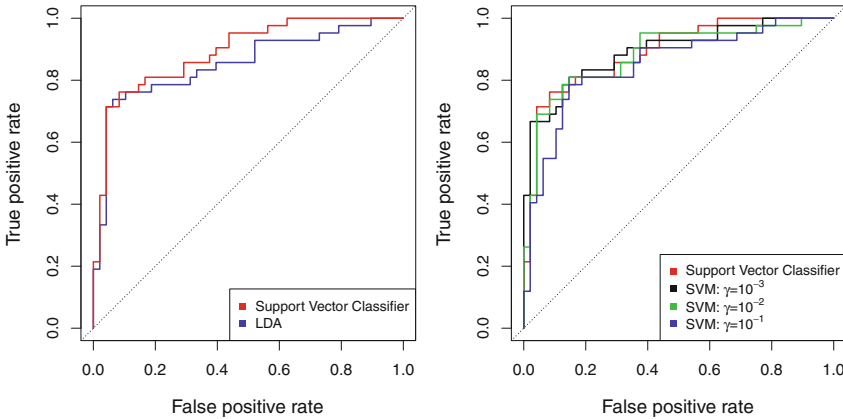 1.0
0.8
0.6
0.4
0.2
0.0
True positive rate
0.0 0.2 0.4 0.6 0.8 1.0
False positive rate
Support Vector Classifier
LDA
1.0
0.8
0.6
0.4
0.2
0.0
True positive rate
0.0 0.2 0.4 0.6 0.8 1.0
False positive rate
Support Vector Classifier
SVM: γ=10⁻³
SVM: γ=10⁻²
SVM: γ=10⁻¹